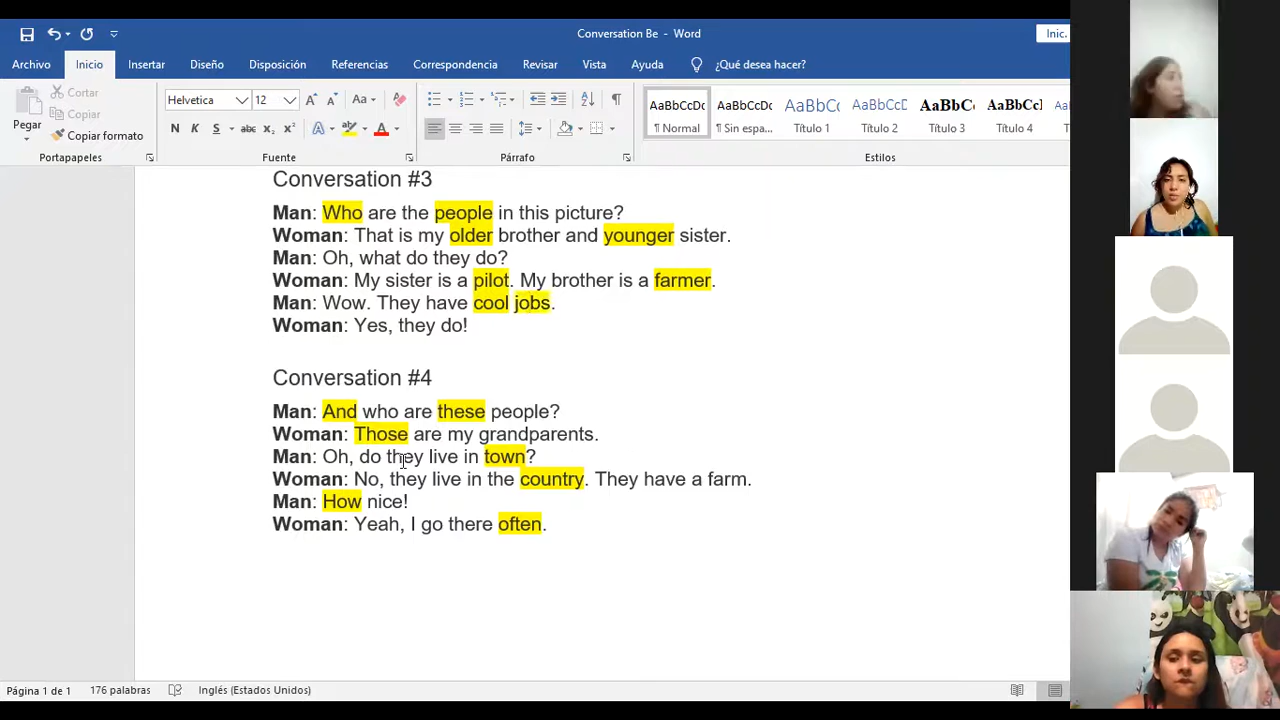 Conversation Be - Word
Inic.
Archivo Inicio Insertar Diseño Disposición Referencias Correspondencia Revisar Vista Ayuda ¿Qué desea hacer?
Pegar
Cortar
Copiar
Copiar formato
Portapapeles
Helvetica 12
Fuente
Párrafo
AaBbCcDc AaBbCcDc AaBbCc AaBbCcD AaBbCc AaBbCcI
¶ Normal ¶ Sin espa... Título 1 Título 2 Título 3 Título 4
Estilos
Conversation #3
Man: Who are the people in this picture?
Woman: That is my older brother and younger sister.
Man: Oh, what do they do?
Woman: My sister is a pilot. My brother is a farmer.
Man: Wow. They have cool jobs.
Woman: Yes, they do!
Conversation #4
Man: And who are these people?
Woman: Those are my grandparents.
Man: Oh, do they live in town?
Woman: No, they live in the country. They have a farm.
Man: How nice!
Woman: Yeah, I go there often.
Página 1 de 1 176 palabras Inglés (Estados Unidos)